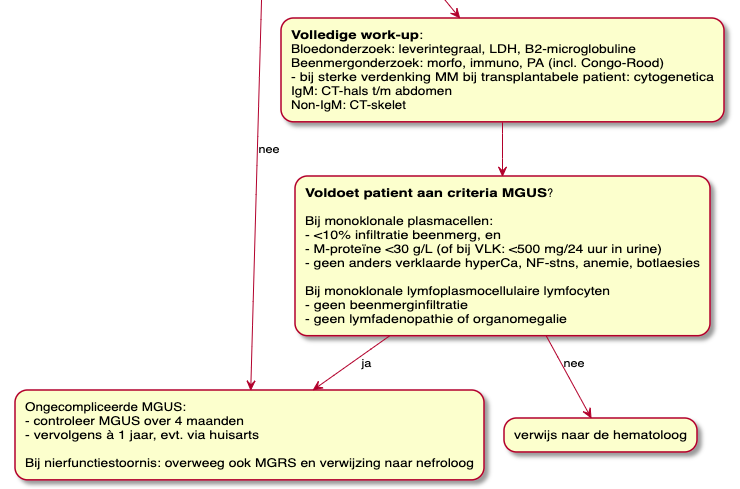 Volledige work-up:
Bloedonderzoek: leverintegraal, LDH, B2-microglobuline
Beenmergonderzoek: morfo, immuno, PA (incl. Congo-Rood)
- bij sterke verdenking MM bij transplantabele patient: cytogenetica
IgM: CT-hals t/m abdomen
Non-IgM: CT-skelet
nee
Voldoet patient aan criteria MGUS?
Bij monoklonale plasmacellen:
- <10% infiltratie beenmerg, en
- M-proteïne <30 g/L (of bij VLK: <500 mg/24 uur in urine)
- geen anders verklaarde hyperCa, NF-stns, anemie, botlaesies
Bij monoklonale lymfoplasmocellulaire lymfocyten
- geen beenmerginfiltratie
- geen lymfadenopathie of organomegalie
ja
nee
Ongecompliceerde MGUS:
- controleer MGUS over 4 maanden
- vervolgens à 1 jaar, evt. via huisarts
Bij nierfunctiestoornis: overweeg ook MGRS en verwijzing naar nefroloog
verwijs naar de hematoloog